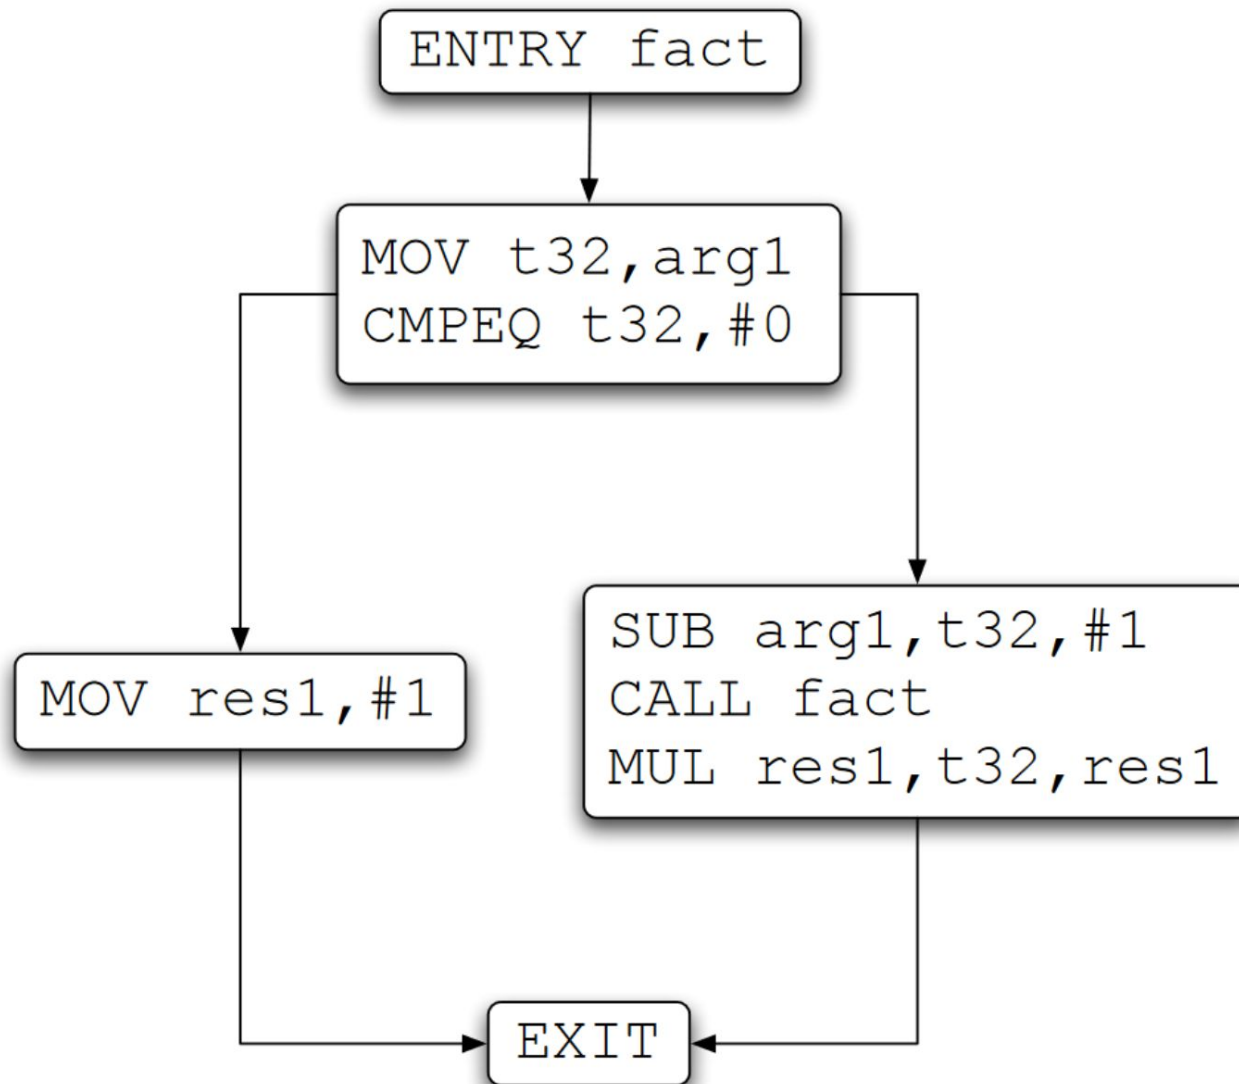 ENTRY fact
MOV t32,arg1
CMPEQ t32,#0
MOV res1,#1
SUB arg1,t32,#1
CALL fact
MUL res1,t32,res1
EXIT